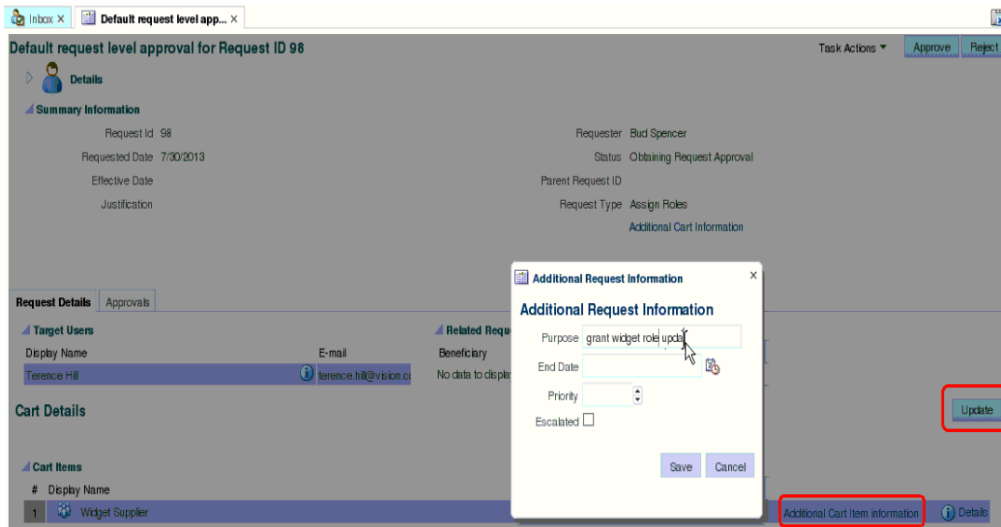 Inbox ×
Default request level app... ×
Default request level approval for Request ID 98
Task Actions
Approve
Reject
Details
Summary Information
Request Id 98
Requester Bud Spencer
Requested Date 7/30/2013
Status Obtaining Request Approval
Effective Date
Parent Request ID
Justification
Request Type Assign Roles
Additional Cart Information
Additional Request Information ×
Additional Request Information
Purpose grant widget role updat
End Date
Priority
Escalated
Save Cancel
Request Details Approvals
Target Users
Related Requ
Display Name E-mail
Beneficiary
Terence Hill terence.hill@vision.cc
No data to displa
Cart Details
Update
Cart Items
# Display Name
1 Widget Supplier
Additional Cart Item information
Details